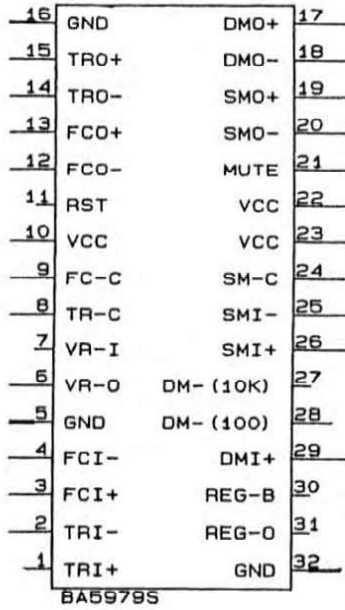 16 GND DMO+ 17
15 TRO+ DMO- 18
14 TRO- SMO+ 19
13 FCO+ SMO- 20
12 FCO- MUTE 21
11 RST VCC 22
10 VCC VCC 23
9 FC-C SM-C 24
8 TR-C SMI- 25
7 VR-I SMI+ 26
6 VR-O DM-(10K) 27
5 GND DM-(100) 28
4 FCI- DMI+ 29
3 FCI+ REG-B 30
2 TRI- REG-O 31
1 TRI+ GND 32
BA5979S